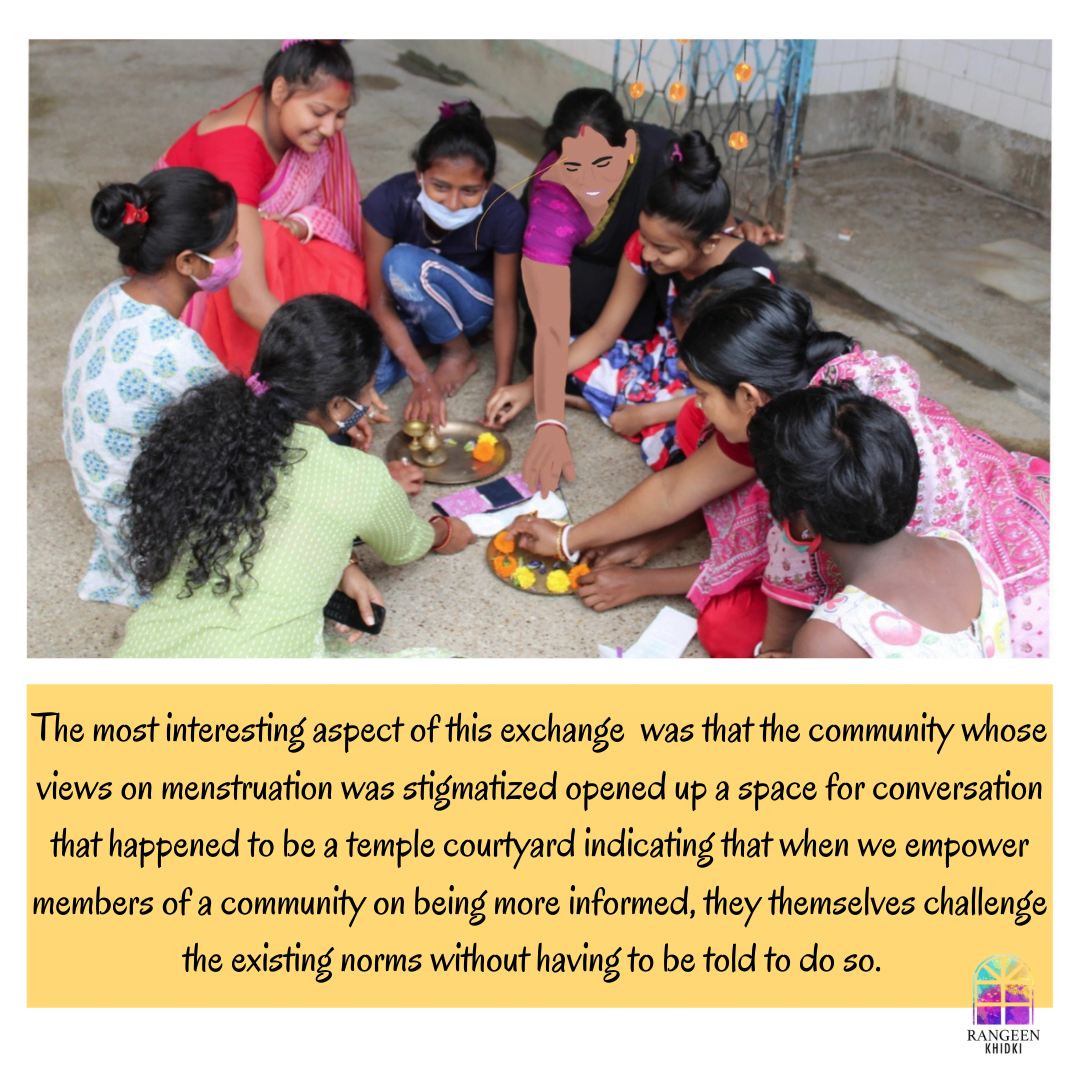 The most interesting aspect of this exchange was that the community whose
views on menstruation was stigmatized opened up a space for conversation
that happened to be a temple courtyard indicating that when we empower
members of a community on being more informed, they themselves challenge
the existing norms without having to be told to do so.
RANGEEN
KHIDKI